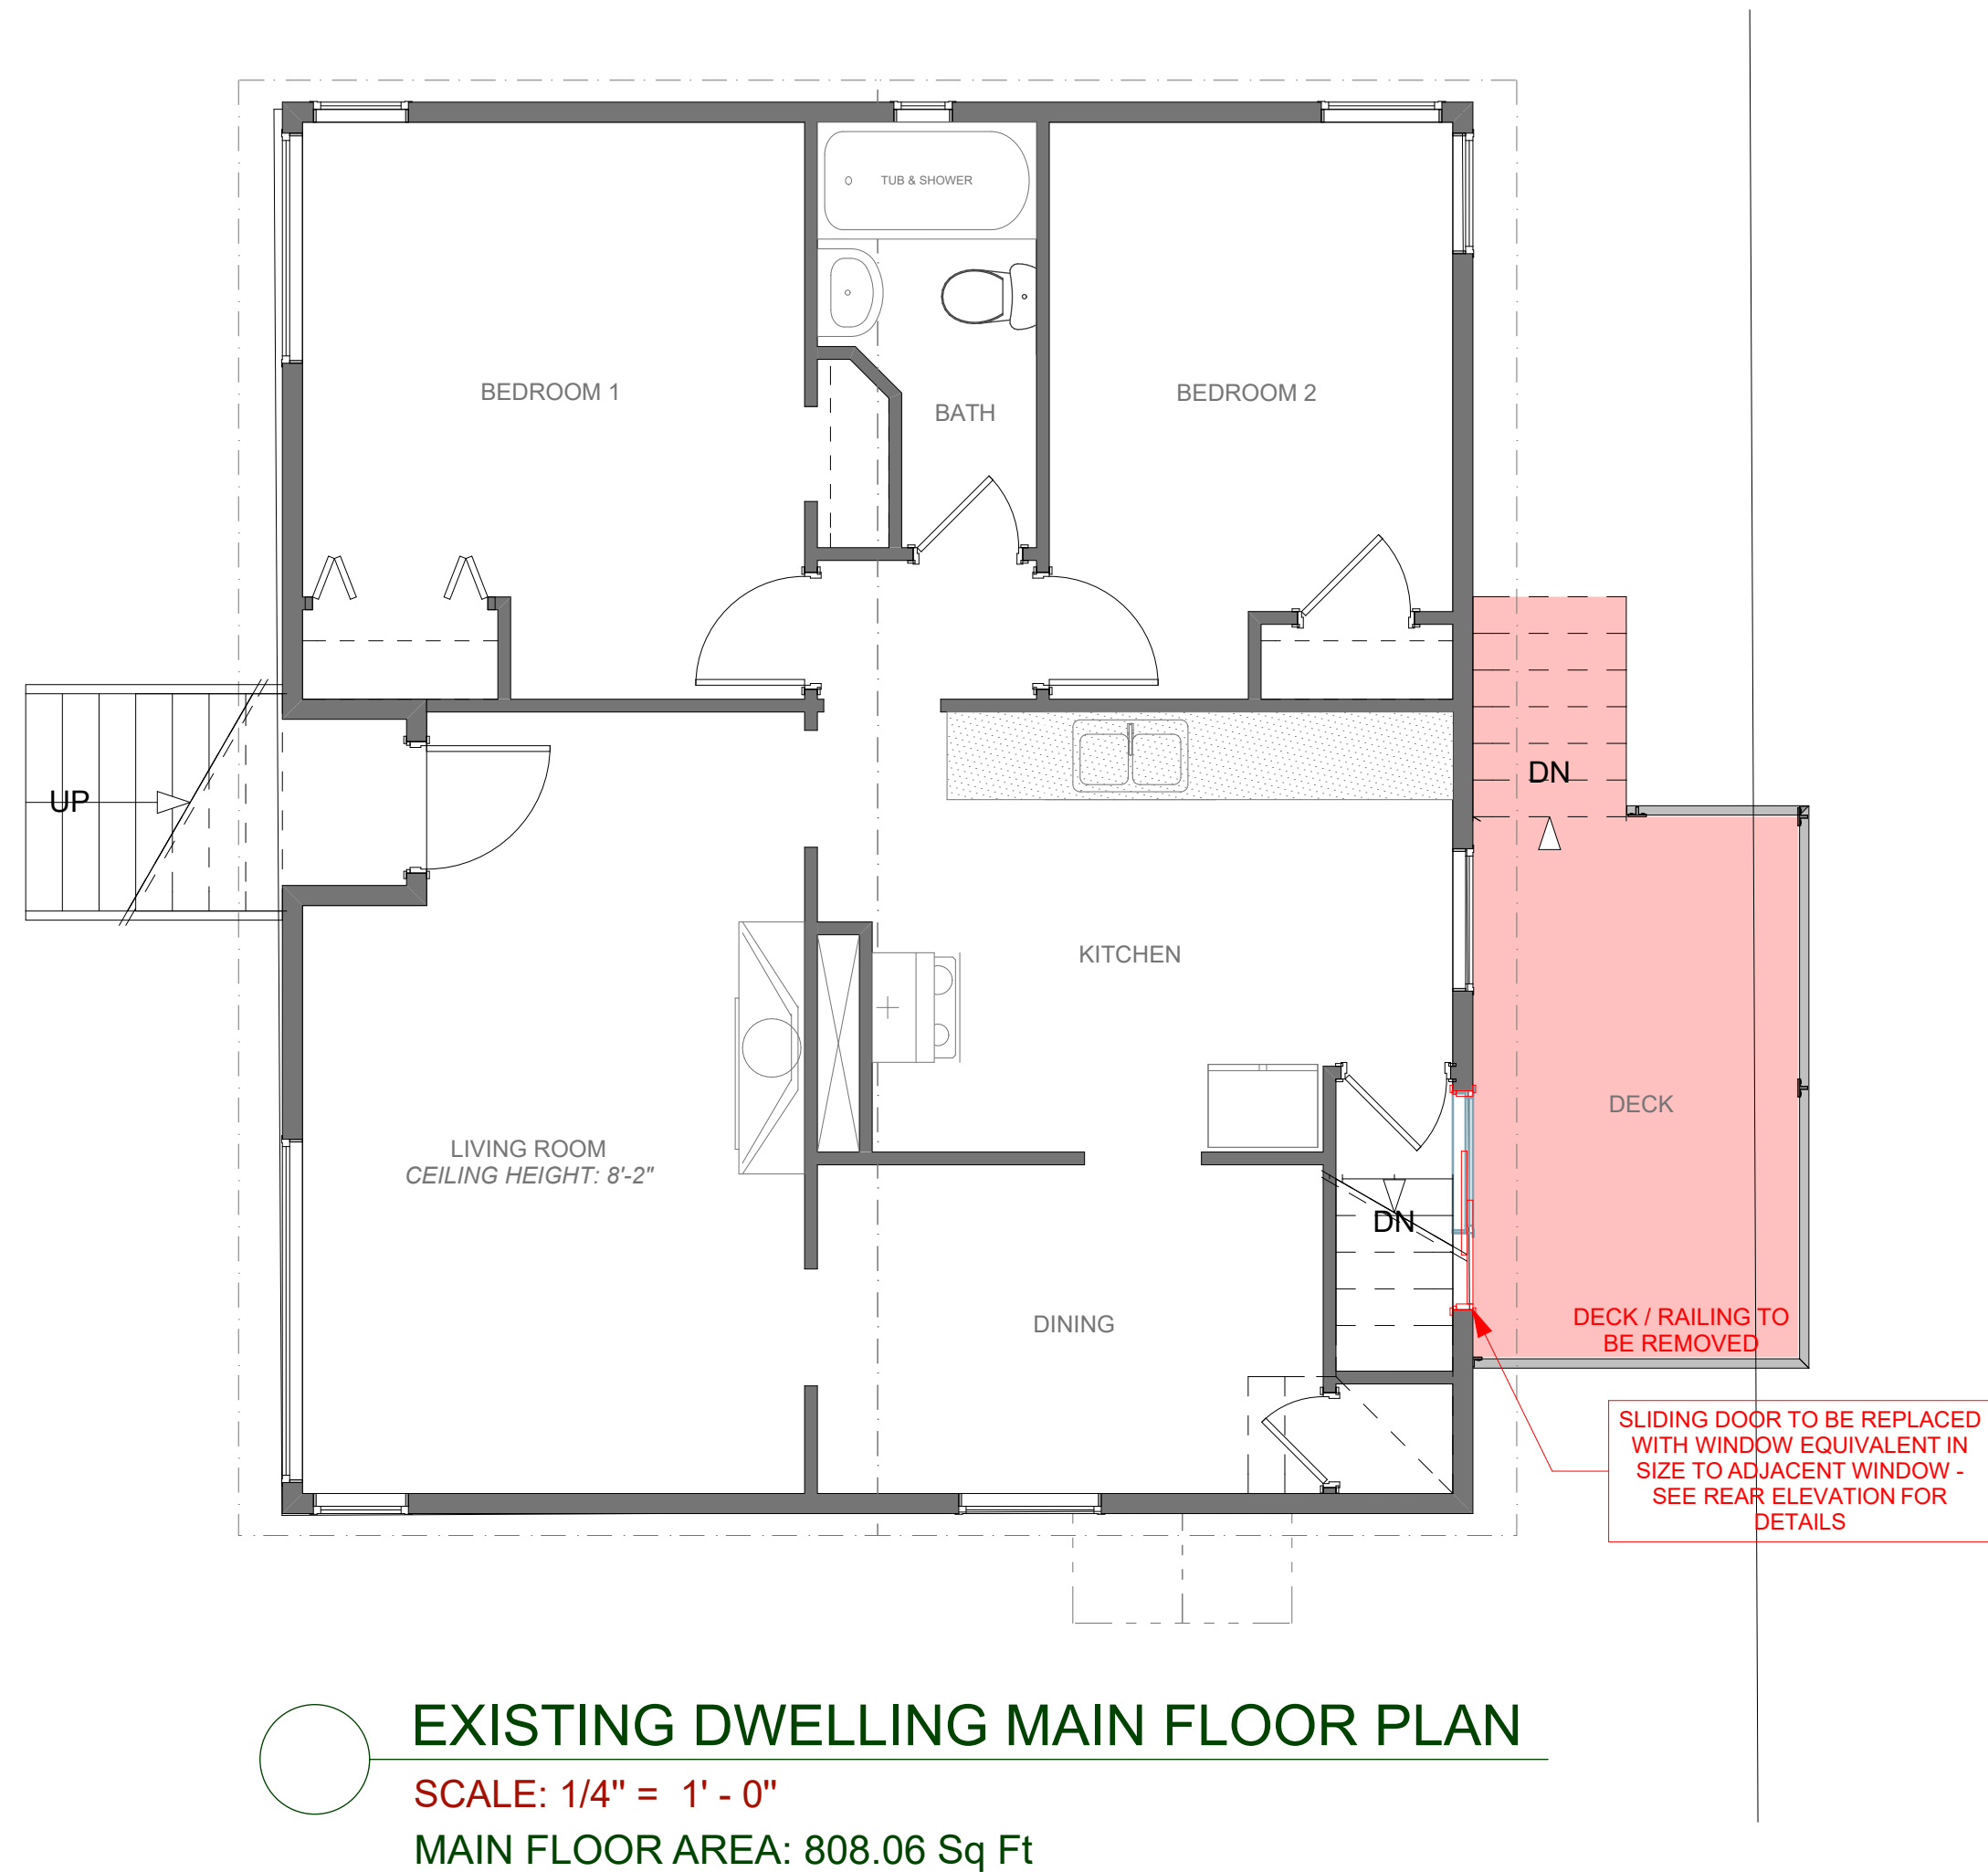 TUB & SHOWER
BEDROOM 1
BATH
BEDROOM 2
UP
DN
KITCHEN
DECK
LIVING ROOM
CEILING HEIGHT: 8'-2"
DN
DINING
DECK / RAILING TO
BE REMOVED
SLIDING DOOR TO BE REPLACED
WITH WINDOW EQUIVALENT IN
SIZE TO ADJACENT WINDOW -
SEE REAR ELEVATION FOR
DETAILS
EXISTING DWELLING MAIN FLOOR PLAN
SCALE: 1/4" = 1' - 0"
MAIN FLOOR AREA: 808.06 Sq Ft